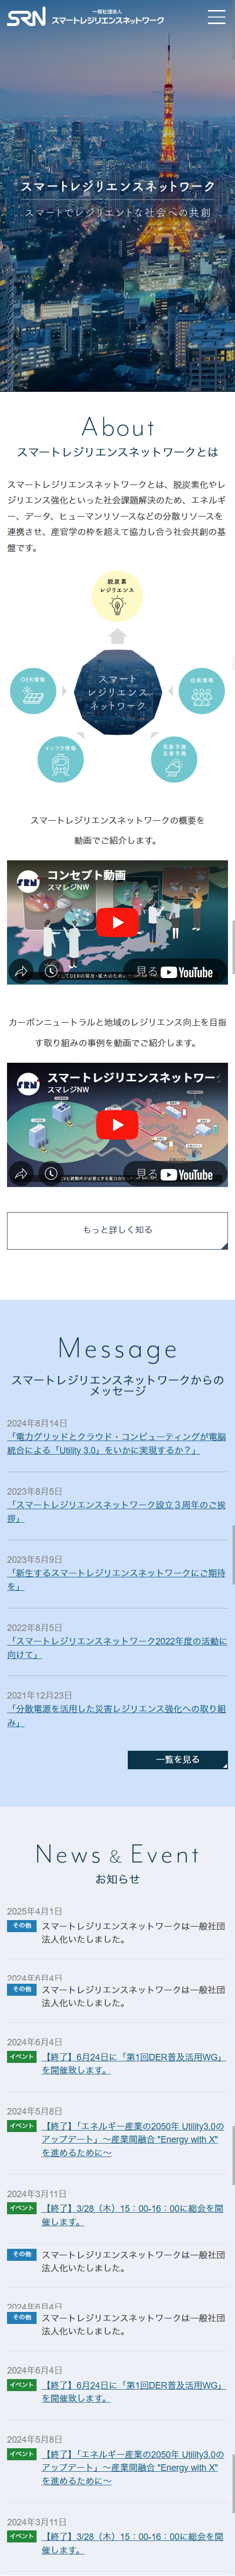 SRN
一般社団法人
スマートレジリエンスネットワーク
スマートレジリエンスネットワーク
スマートでレジリエントな社会への共創
About
スマートレジリエンスネットワークとは
スマートレジリエンスネットワークとは、脱炭素化やレ
ジリエンス強化といった社会課題解決のため、エネルギ
ー、データ、ヒューマンリソースなどの分散リソースを
連携させ、産官学の枠を超えて協力し合う社会共創の基
盤です。
脱炭素
レジリエンス
DER情報
スマート
レジリエンス
ネットワーク
住民情報
インフラ情報
気象予測
災害予測
スマートレジリエンスネットワークの概要を
動画でご紹介します。
コンセプト動画
スマレジNW
見る YouTube
カーボンニュートラルと地域のレジリエンス向上を目指
す取り組みの事例を動画でご紹介します。
スマートレジリエンスネットワー
スマレジNW
見る YouTube
もっと詳しく知る
Message
スマートレジリエンスネットワークからの
メッセージ
2024年8月14日
「電力グリッドとクラウド・コンピューティングが電脳
統合による「Utility 3.0」をいかに実現するか？」
2023年8月5日
「スマートレジリエンスネットワーク設立３周年のご挨
拶」
2023年5月9日
「新生するスマートレジリエンスネットワークにご期待
を」
2022年8月5日
「スマートレジリエンスネットワーク2022年度の活動に
向けて」
2021年12月23日
「分散電源を活用した災害レジリエンス強化への取り組
み」
一覧を見る
News & Event
お知らせ
2025年4月1日
その他 スマートレジリエンスネットワークは一般社団
法人化いたしました。
2024年6月4日
その他 スマートレジリエンスネットワークは一般社団
法人化いたしました。
2024年6月4日
イベント 【終了】6月24日に「第1回DER普及活用WG」
を開催致します。
2024年5月8日
イベント 【終了】「エネルギー産業の2050年 Utility3.0の
アップデート」～産業間融合 "Energy with X"
を進めるために～
2024年3月11日
イベント 【終了】3/28（木）15：00-16：00に総会を開
催します。
その他 スマートレジリエンスネットワークは一般社団
法人化いたしました。
2024年6月4日
その他 スマートレジリエンスネットワークは一般社団
法人化いたしました。
2024年6月4日
イベント 【終了】6月24日に「第1回DER普及活用WG」
を開催致します。
2024年5月8日
イベント 【終了】「エネルギー産業の2050年 Utility3.0の
アップデート」～産業間融合 "Energy with X"
を進めるために～
2024年3月11日
イベント 【終了】3/28（木）15：00-16：00に総会を開
催します。